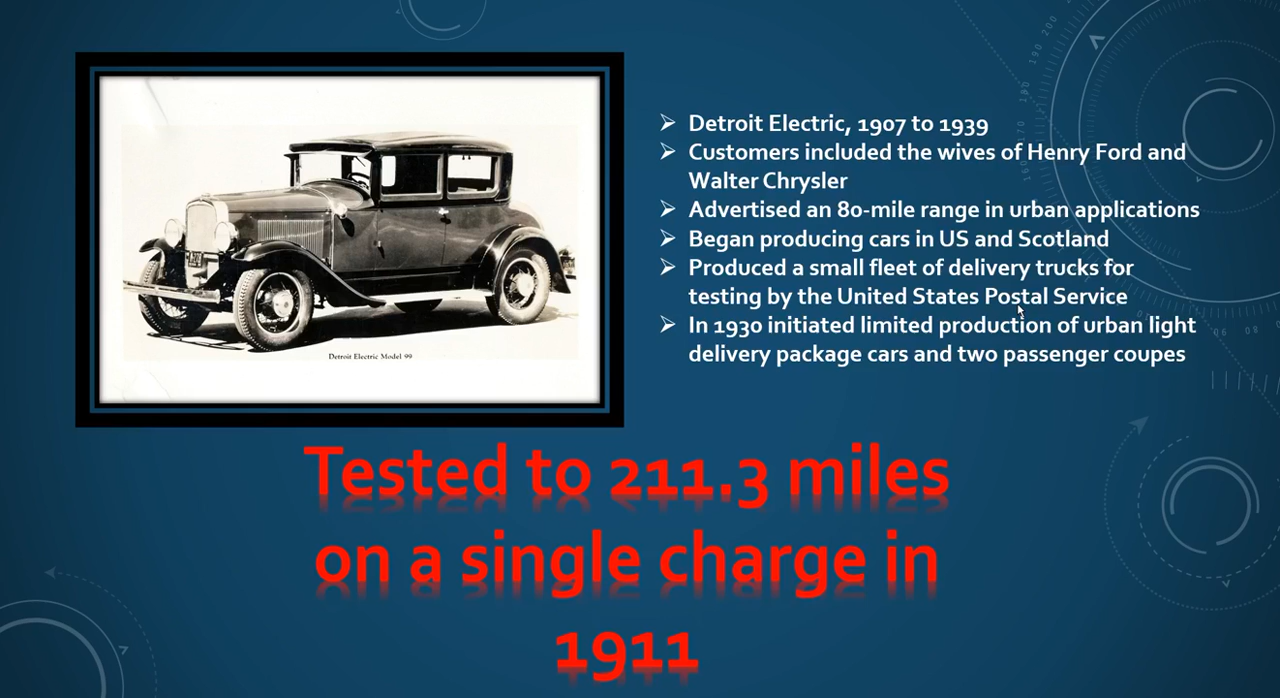 Detroit Electric, 1907 to 1939
Customers included the wives of Henry Ford and
Walter Chrysler
Advertised an 80-mile range in urban applications
Began producing cars in US and Scotland
Produced a small fleet of delivery trucks for
testing by the United States Postal Service
In 1930 initiated limited production of urban light
delivery package cars and two passenger coupes
Detroit Electric Model 99
Tested to 211.3 miles
on a single charge in
1911